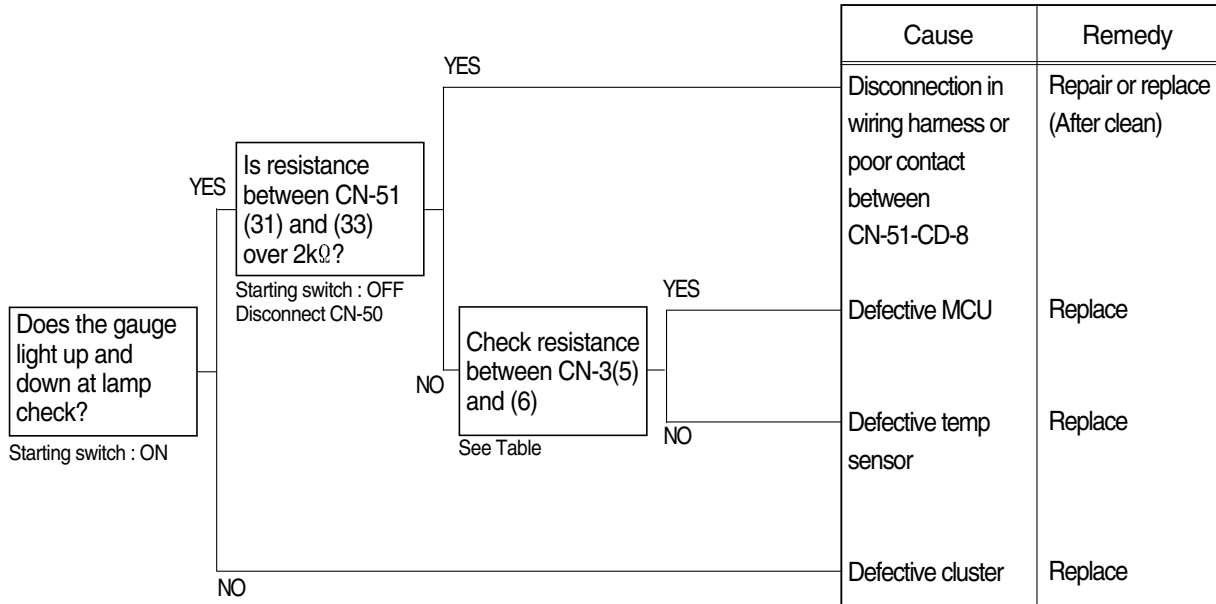 Cause
Remedy
YES
Disconnection in
wiring harness or
poor contact
between
CN-51-CD-8
Repair or replace
(After clean)
YES
Is resistance
between CN-51
(31) and (33)
over 2kΩ?
Starting switch : OFF
Disconnect CN-50
YES
Defective MCU
Replace
Does the gauge
light up and
down at lamp
check?
Starting switch : ON
NO
Check resistance
between CN-3(5)
and (6)
See Table
NO
Defective temp
sensor
Replace
NO
Defective cluster
Replace